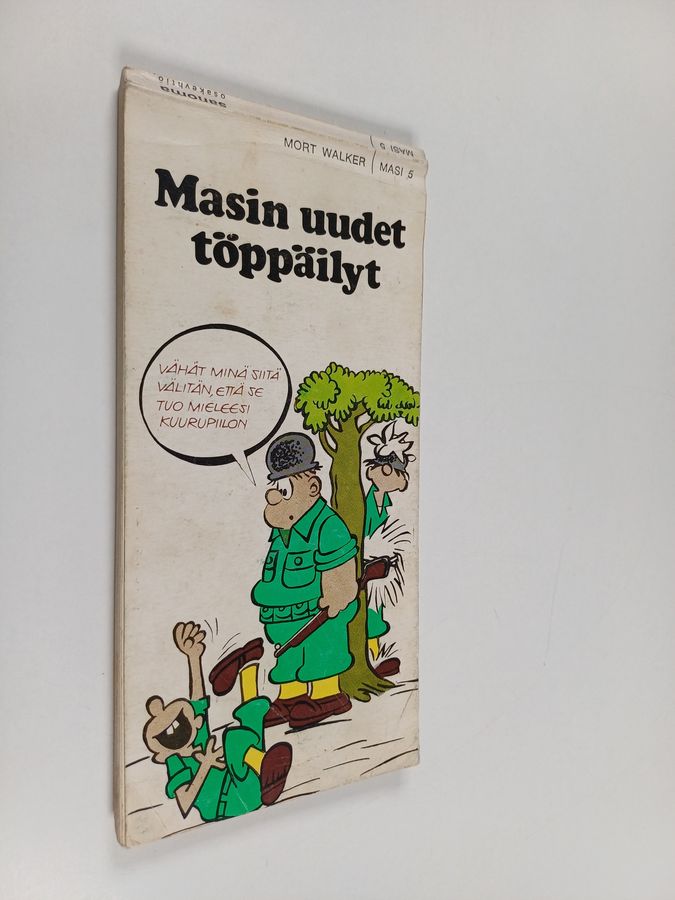 sanoma
osakeyhtiö
MASI 5
MORT WALKER / MASI 5
Masin uudet
töppäilyt
VÄHÄT MINÄ SIITÄ
VÄLITÄN, ETTÄ SE
TUO MIELEESI
KUURUPIILON